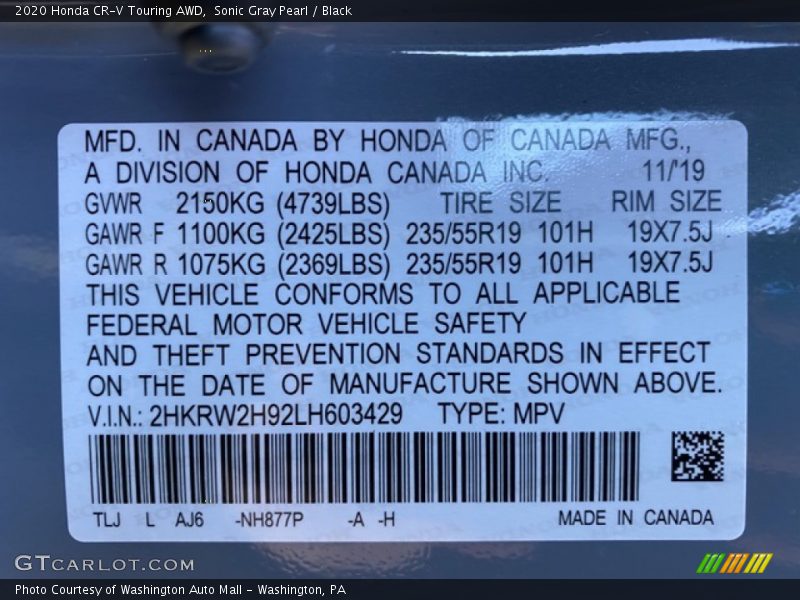 2020 Honda CR-V Touring AWD, Sonic Gray Pearl / Black
MFD. IN CANADA BY HONDA OF CANADA MFG.,
A DIVISION OF HONDA CANADA INC. 11/'19
GVWR 2150KG (4739LBS) TIRE SIZE RIM SIZE
GAWR F 1100KG (2425LBS) 235/55R19 101H 19X7.5J
GAWR R 1075KG (2369LBS) 235/55R19 101H 19X7.5J
THIS VEHICLE CONFORMS TO ALL APPLICABLE
FEDERAL MOTOR VEHICLE SAFETY
AND THEFT PREVENTION STANDARDS IN EFFECT
ON THE DATE OF MANUFACTURE SHOWN ABOVE.
V.I.N.: 2HKRW2H92LH603429 TYPE: MPV
TLJ L AJ6 -NH877P -A -H MADE IN CANADA
GTCARLOT.COM
Photo Courtesy of Washington Auto Mall - Washington, PA